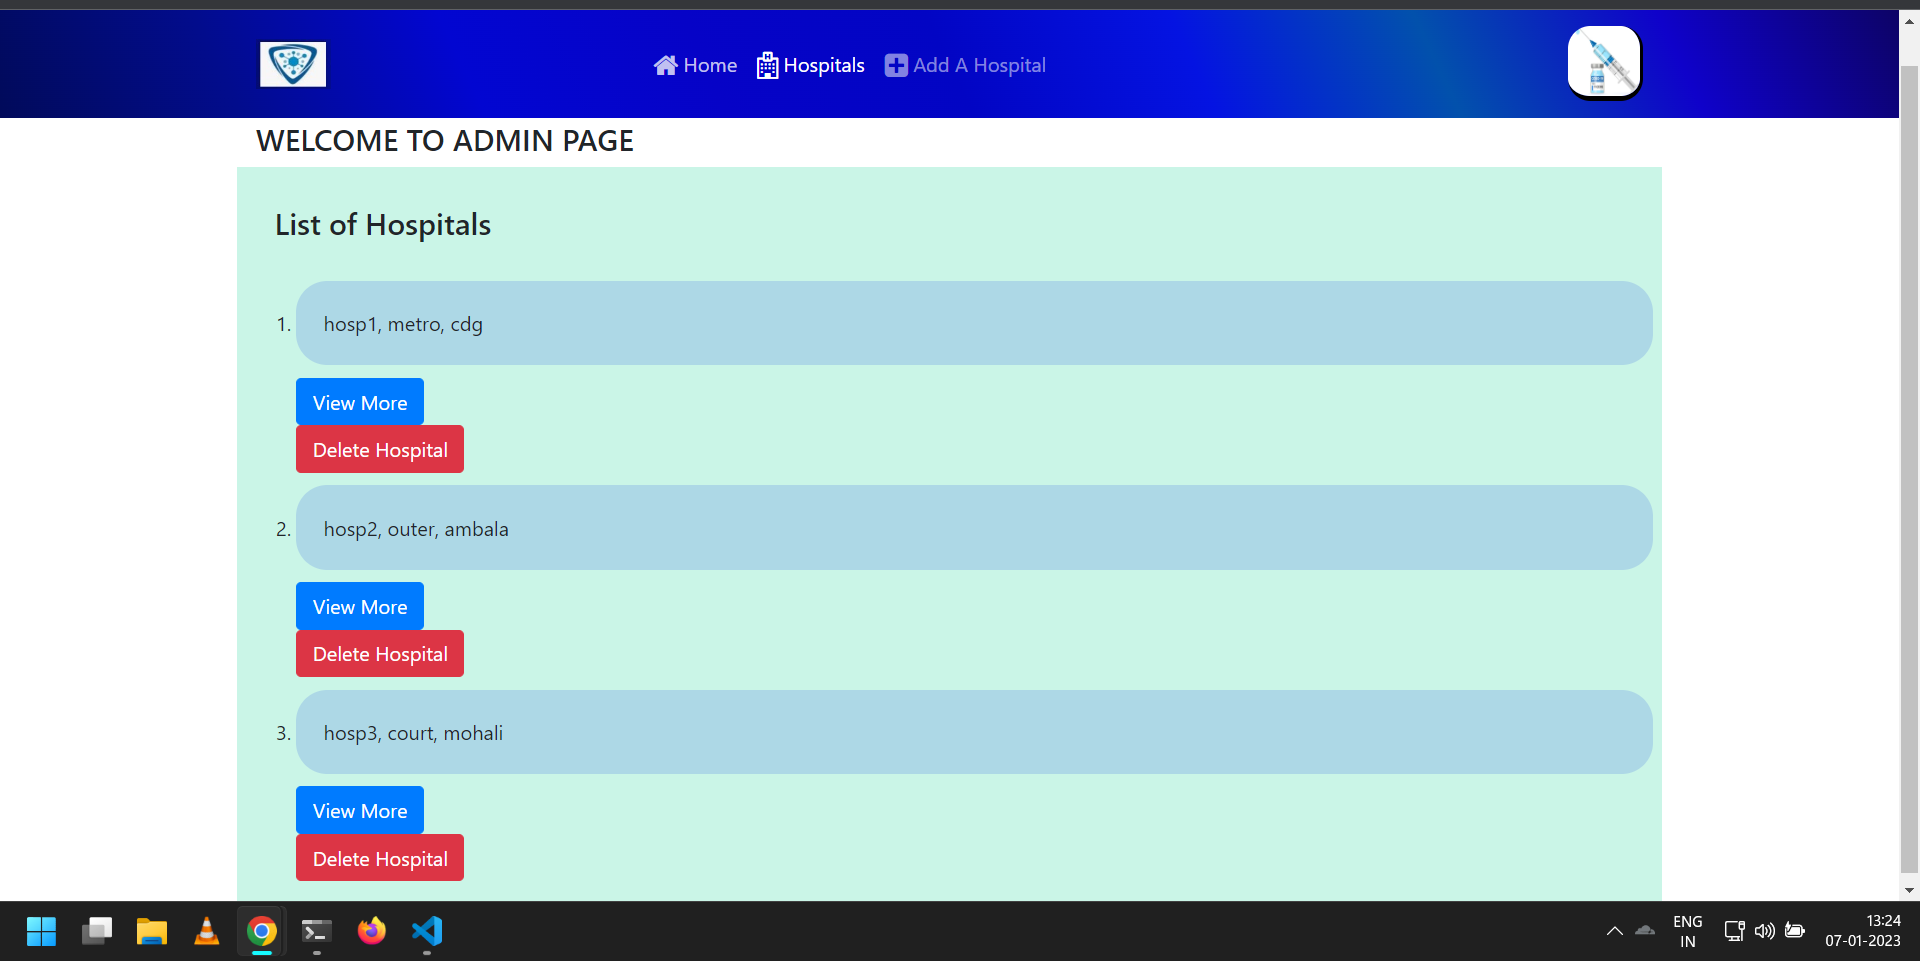 Home Hospitals Add A Hospital
WELCOME TO ADMIN PAGE
List of Hospitals
1. hosp1, metro, cdg
View More
Delete Hospital
2. hosp2, outer, ambala
View More
Delete Hospital
3. hosp3, court, mohali
View More
Delete Hospital
ENG
IN
13:24
07-01-2023